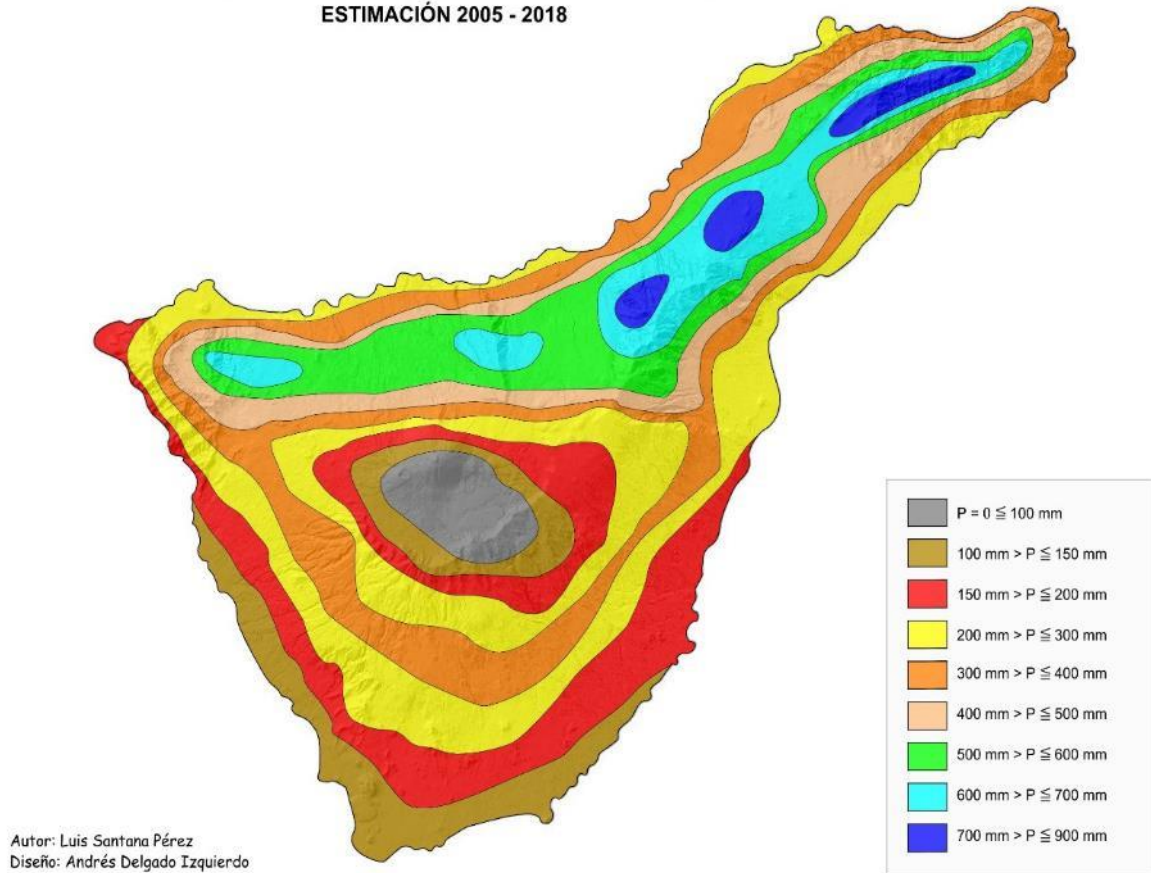 ESTIMACIÓN 2005 - 2018
P = 0 ≦ 100 mm
100 mm > P ≦ 150 mm
150 mm > P ≦ 200 mm
200 mm > P ≦ 300 mm
300 mm > P ≦ 400 mm
400 mm > P ≦ 500 mm
500 mm > P ≦ 600 mm
600 mm > P ≦ 700 mm
700 mm > P ≦ 900 mm
Autor: Luis Santana Pérez
Diseño: Andrés Delgado Izquierdo